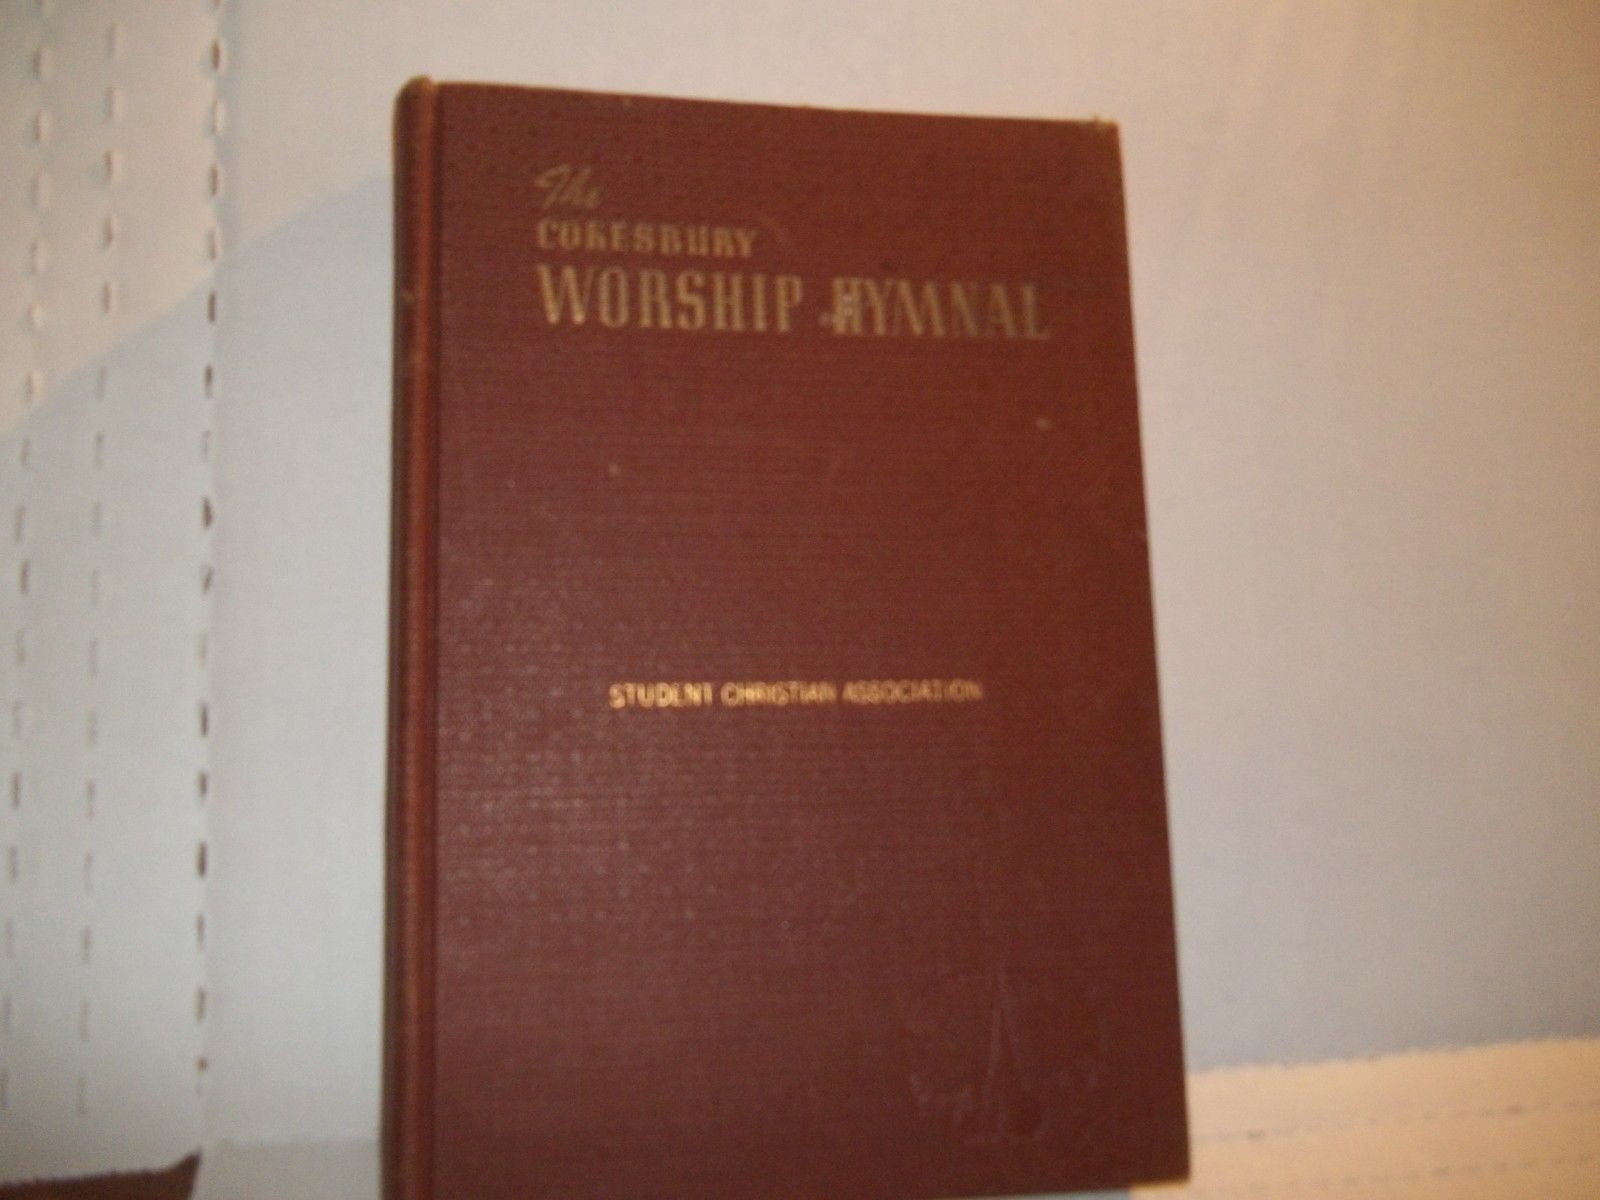 The
COKESBURY
WORSHIP HYMNAL
STUDENT CHRISTIAN ASSOCIATION